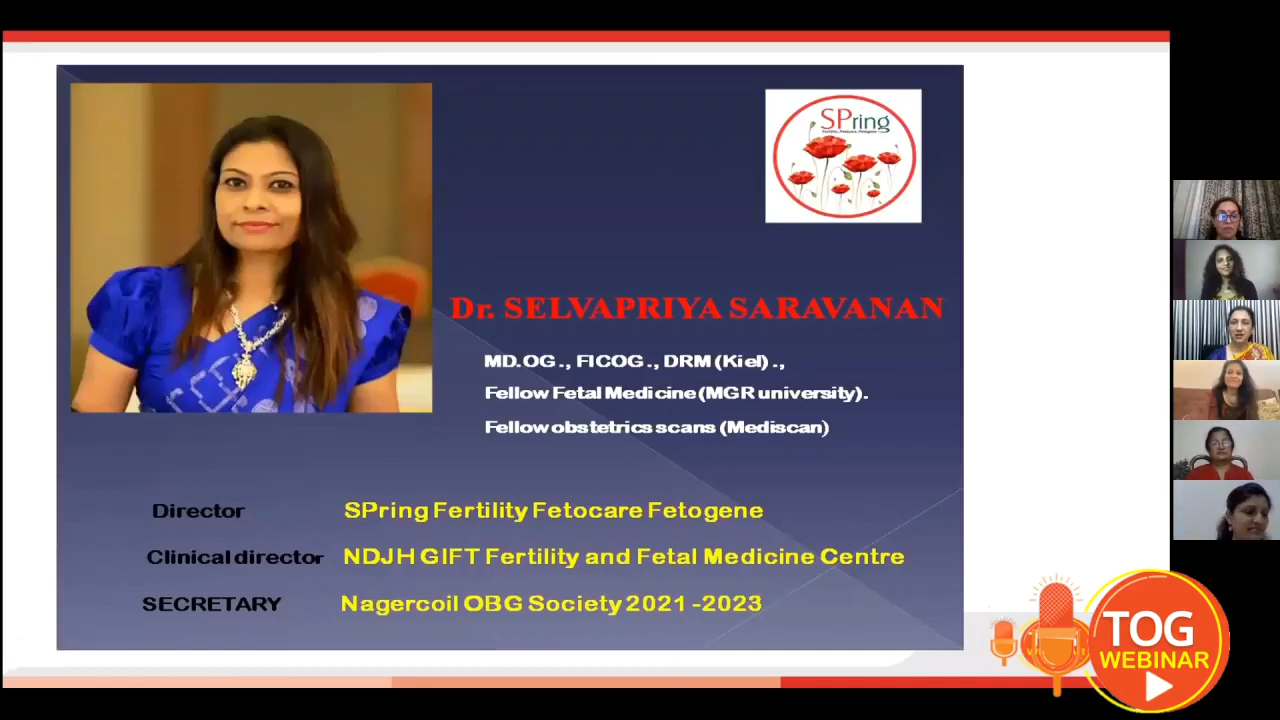 SPring
Dr. SELVAPRIYA SARAVANAN
MD.OG., FICOG., DRM (Kiel).,
Fellow Fetal Medicine (MGR university).
Fellow obstetrics scans (Mediscan)
Director SPring Fertility Fetocare Fetogene
Clinical director NDJH GIFT Fertility and Fetal Medicine Centre
SECRETARY Nagercoil OBG Society 2021 -2023
TOG
WEBINAR